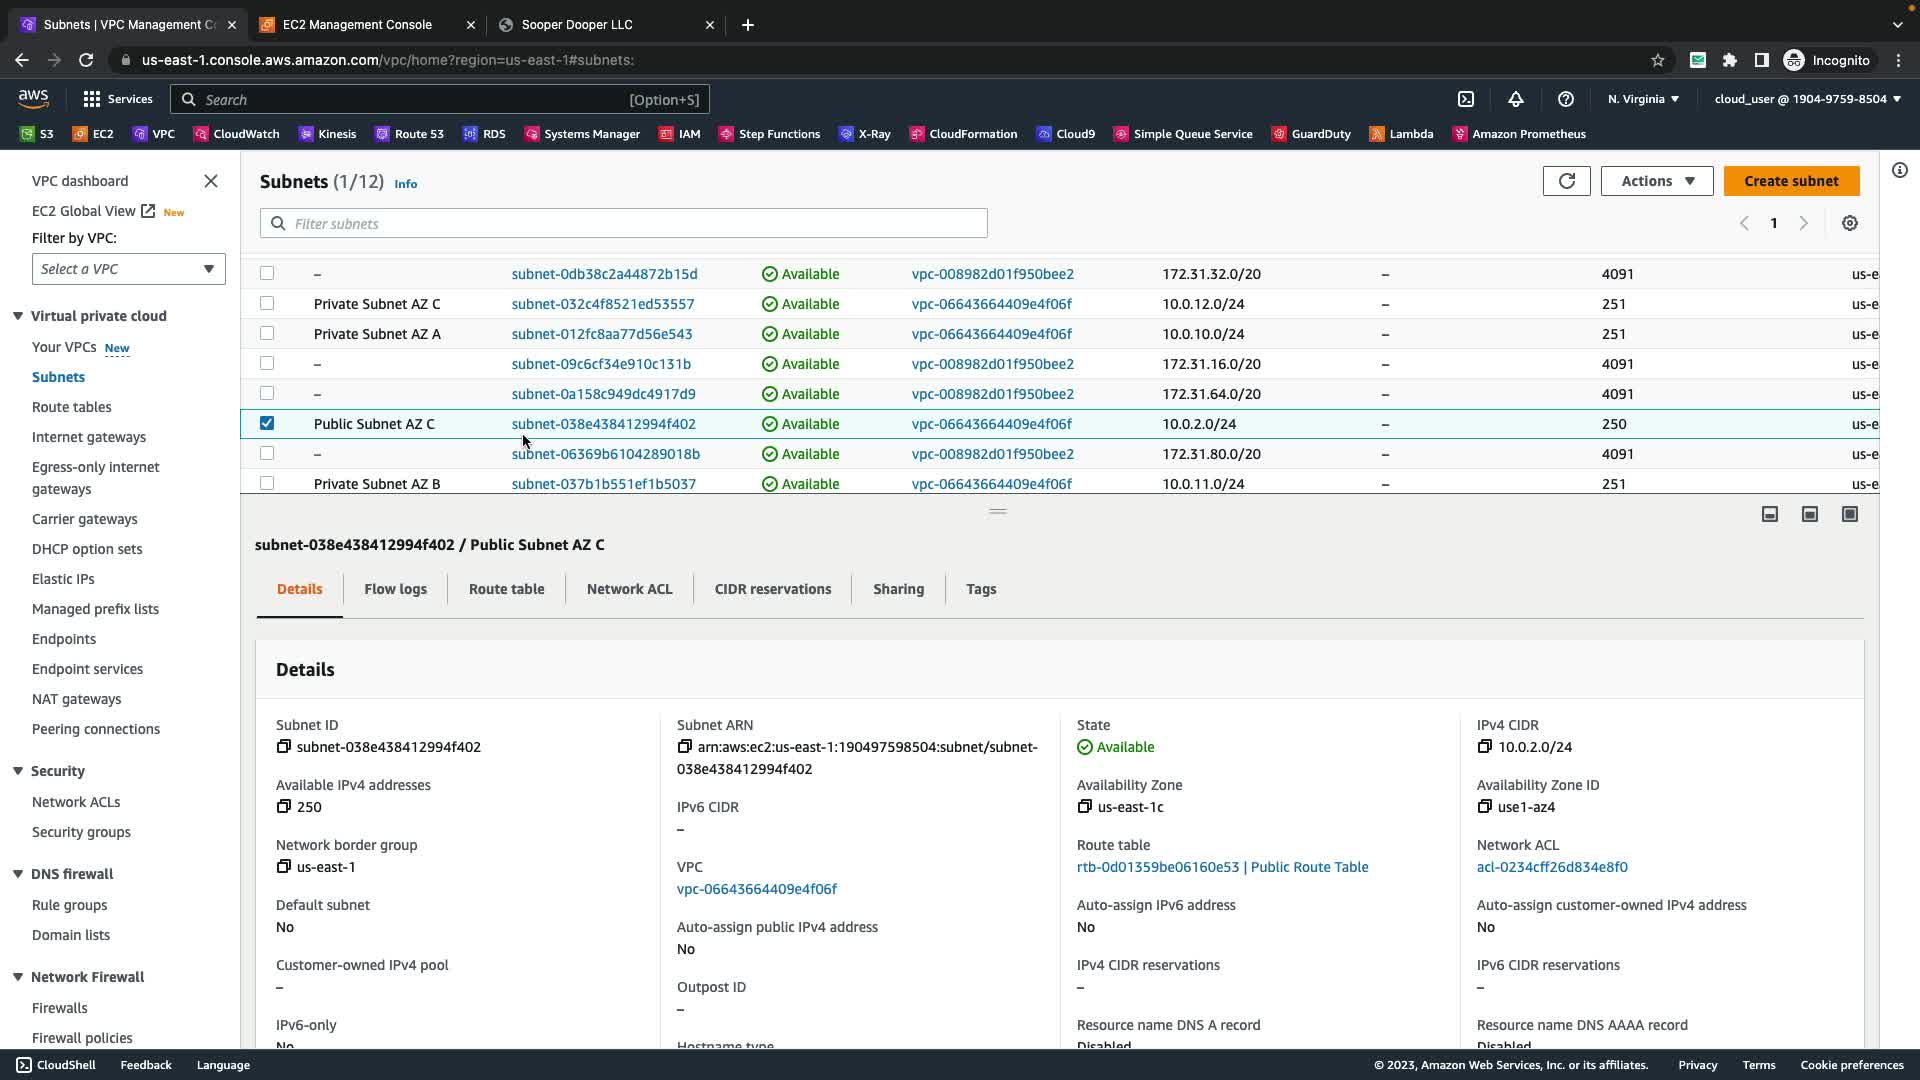 Subnets | VPC Management Co
EC2 Management Console
Sooper Dooper LLC
us-east-1.console.aws.amazon.com/vpc/home?region=us-east-1#subnets:
Incognito
aws
Services
Search
[Option+S]
N. Virginia
cloud_user @ 1904-9759-8504
S3
EC2
VPC
CloudWatch
Kinesis
Route 53
RDS
Systems Manager
IAM
Step Functions
X-Ray
CloudFormation
Cloud9
Simple Queue Service
GuardDuty
Lambda
Amazon Prometheus
VPC dashboard
EC2 Global View New
Filter by VPC:
Select a VPC
Virtual private cloud
Your VPCs New
Subnets
Route tables
Internet gateways
Egress-only internet
gateways
Carrier gateways
DHCP option sets
Elastic IPs
Managed prefix lists
Endpoints
Endpoint services
NAT gateways
Peering connections
Security
Network ACLs
Security groups
DNS firewall
Rule groups
Domain lists
Network Firewall
Firewalls
Firewall policies
Subnets (1/12) Info
Actions
Create subnet
Filter subnets
1
– subnet-0db38c2a44872b15d Available vpc-008982d01f950bee2 172.31.32.0/20 – 4091 us-e
Private Subnet AZ C subnet-032c4f8521ed53557 Available vpc-06643664409e4f06f 10.0.12.0/24 – 251 us-e
Private Subnet AZ A subnet-012fc8aa77d56e543 Available vpc-06643664409e4f06f 10.0.10.0/24 – 251 us-e
– subnet-09c6cf34e910c131b Available vpc-008982d01f950bee2 172.31.16.0/20 – 4091 us-e
– subnet-0a158c949dc4917d9 Available vpc-008982d01f950bee2 172.31.64.0/20 – 4091 us-e
Public Subnet AZ C subnet-038e438412994f402 Available vpc-06643664409e4f06f 10.0.2.0/24 – 250 us-e
– subnet-06369b6104289018b Available vpc-008982d01f950bee2 172.31.80.0/20 – 4091 us-e
Private Subnet AZ B subnet-037b1b551ef1b5037 Available vpc-06643664409e4f06f 10.0.11.0/24 – 251 us-e
subnet-038e438412994f402 / Public Subnet AZ C
Details
Flow logs
Route table
Network ACL
CIDR reservations
Sharing
Tags
Details
Subnet ID
subnet-038e438412994f402
Available IPv4 addresses
250
Network border group
us-east-1
Default subnet
No
Customer-owned IPv4 pool
–
IPv6-only
No
Subnet ARN
arn:aws:ec2:us-east-1:190497598504:subnet/subnet-
038e438412994f402
IPv6 CIDR
–
VPC
vpc-06643664409e4f06f
Auto-assign public IPv4 address
No
Outpost ID
–
Hostname type
State
Available
Availability Zone
us-east-1c
Route table
rtb-0d01359be06160e53 | Public Route Table
Auto-assign IPv6 address
No
IPv4 CIDR reservations
–
Resource name DNS A record
Disabled
IPv4 CIDR
10.0.2.0/24
Availability Zone ID
use1-az4
Network ACL
acl-0234cff26d834e8f0
Auto-assign customer-owned IPv4 address
No
IPv6 CIDR reservations
–
Resource name DNS AAAA record
Disabled
CloudShell
Feedback
Language
© 2023, Amazon Web Services, Inc. or its affiliates.
Privacy
Terms
Cookie preferences